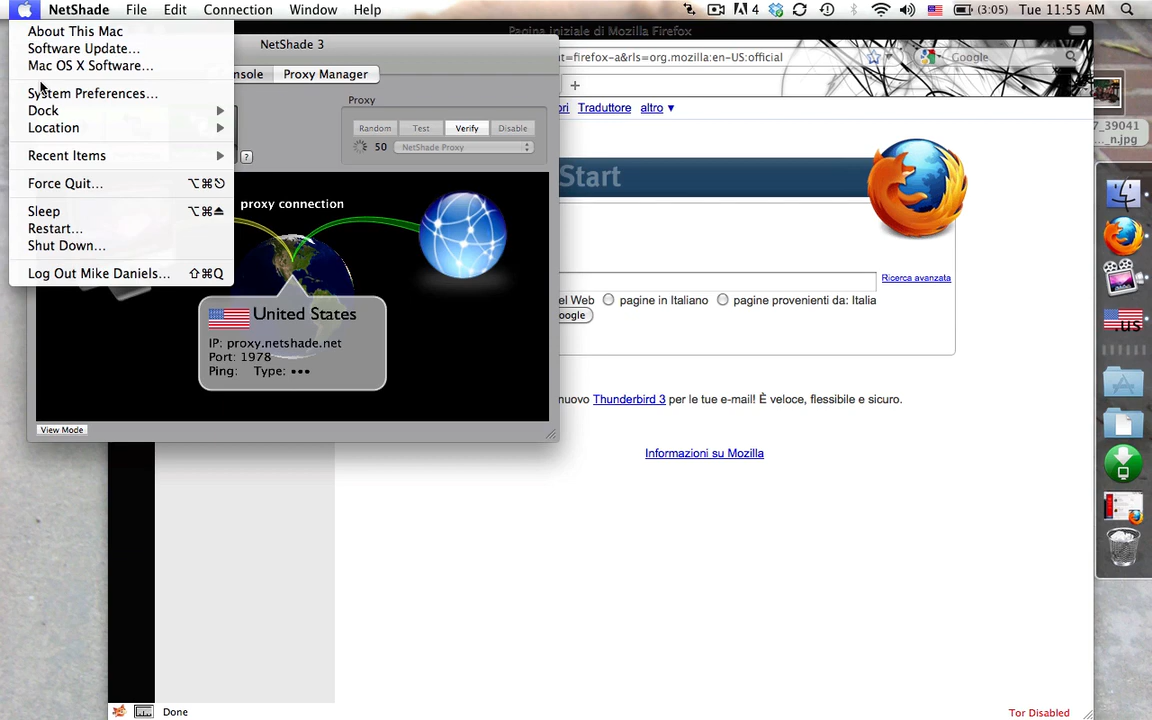 NetShade File Edit Connection Window Help
4 (3:05) Tue 11:55 AM
About This Mac
Software Update...
Mac OS X Software...
System Preferences...
Dock
Location
Recent Items
Force Quit... ⌥⌘⎋
Sleep ⌥⌘⏏
Restart...
Shut Down...
Log Out Mike Daniels... ⇧⌘Q
NetShade 3
nsole Proxy Manager
Proxy
Random Test Verify Disable
50 NetShade Proxy
?
proxy connection
United States
IP: proxy.netshade.net
Port: 1978
Ping: Type: •••
View Mode
Pagina iniziale di Mozilla Firefox
nt=firefox-a&rls=org.mozilla:en-US:official
Google
+
ori Traduttore altro ▼
Start
Ricerca avanzata
el Web pagine in Italiano pagine provenienti da: Italia
oogle
nuovo Thunderbird 3 per le tue e-mail! È veloce, flessibile e sicuro.
Informazioni su Mozilla
7_39041
..._n.jpg
.us
Done
Tor Disabled